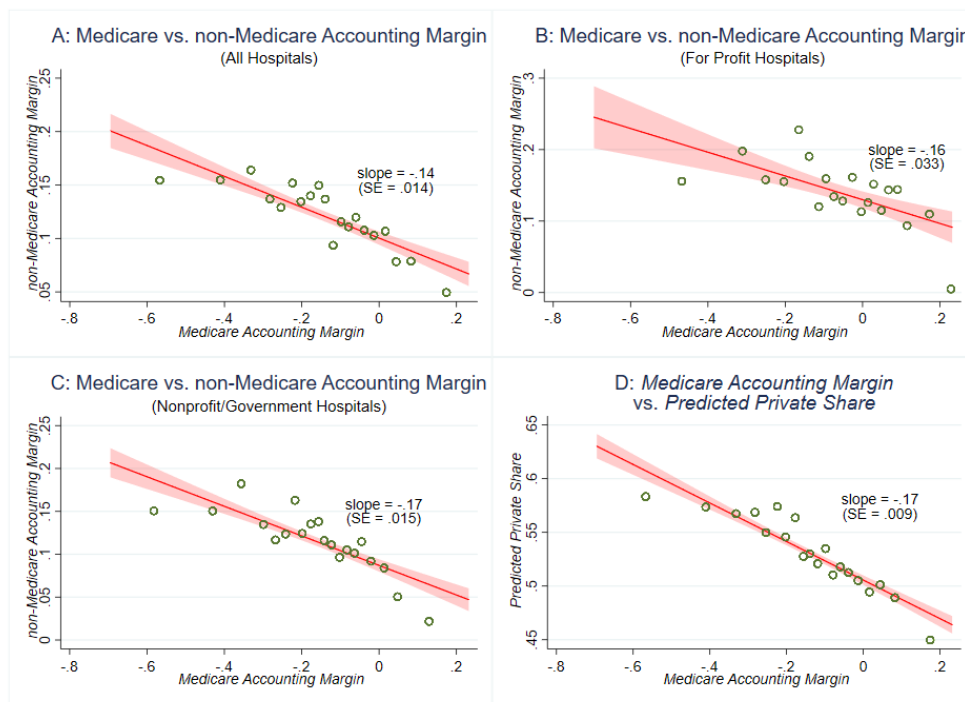 A: Medicare vs. non-Medicare Accounting Margin
(All Hospitals)
non-Medicare Accounting Margin
.05 .1 .15 .2 .25
slope = -.14
(SE = .014)
-.8 -.6 -.4 -.2 0 .2
Medicare Accounting Margin
B: Medicare vs. non-Medicare Accounting Margin
(For Profit Hospitals)
non-Medicare Accounting Margin
0 .1 .2 .3
slope = -.16
(SE = .033)
-.8 -.6 -.4 -.2 0 .2
Medicare Accounting Margin
C: Medicare vs. non-Medicare Accounting Margin
(Nonprofit/Government Hospitals)
non-Medicare Accounting Margin
0 .05 .1 .15 .2 .25
slope = -.17
(SE = .015)
-.8 -.6 -.4 -.2 0 .2
Medicare Accounting Margin
D: Medicare Accounting Margin
vs. Predicted Private Share
Predicted Private Share
.45 .5 .55 .6 .65
slope = -.17
(SE = .009)
-.8 -.6 -.4 -.2 0 .2
Medicare Accounting Margin